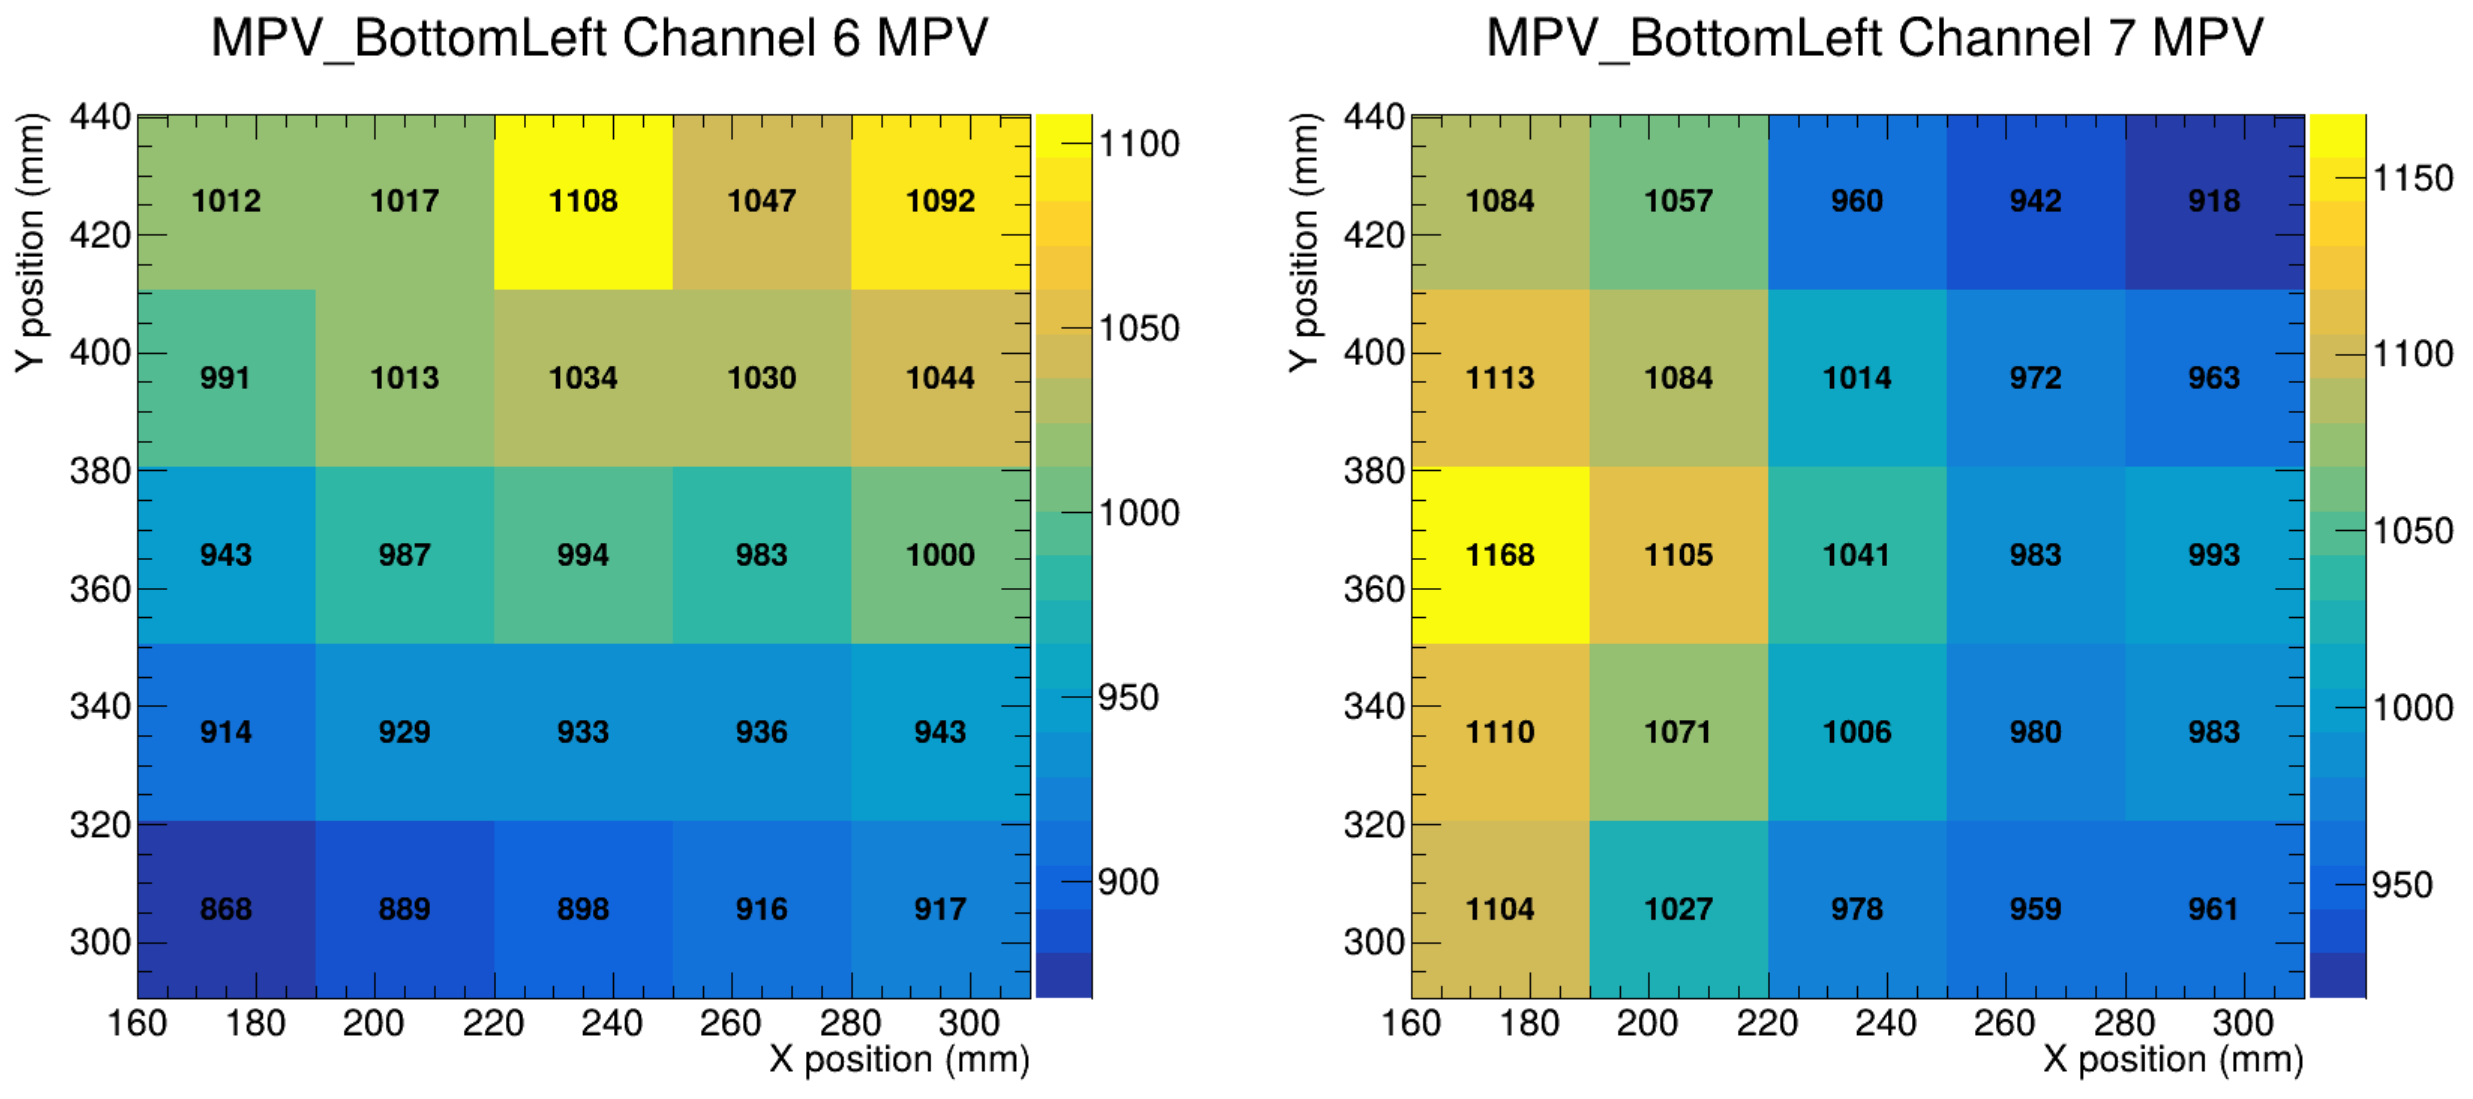 MPV_BottomLeft Channel 6 MPV
Y position (mm)
440
420
400
380
360
340
320
300
1012 1017 1108 1047 1092
991 1013 1034 1030 1044
943 987 994 983 1000
914 929 933 936 943
868 889 898 916 917
160 180 200 220 240 260 280 300
X position (mm)
1100
1050
1000
950
900
MPV_BottomLeft Channel 7 MPV
Y position (mm)
440
420
400
380
360
340
320
300
1084 1057 960 942 918
1113 1084 1014 972 963
1168 1105 1041 983 993
1110 1071 1006 980 983
1104 1027 978 959 961
160 180 200 220 240 260 280 300
X position (mm)
1150
1100
1050
1000
950